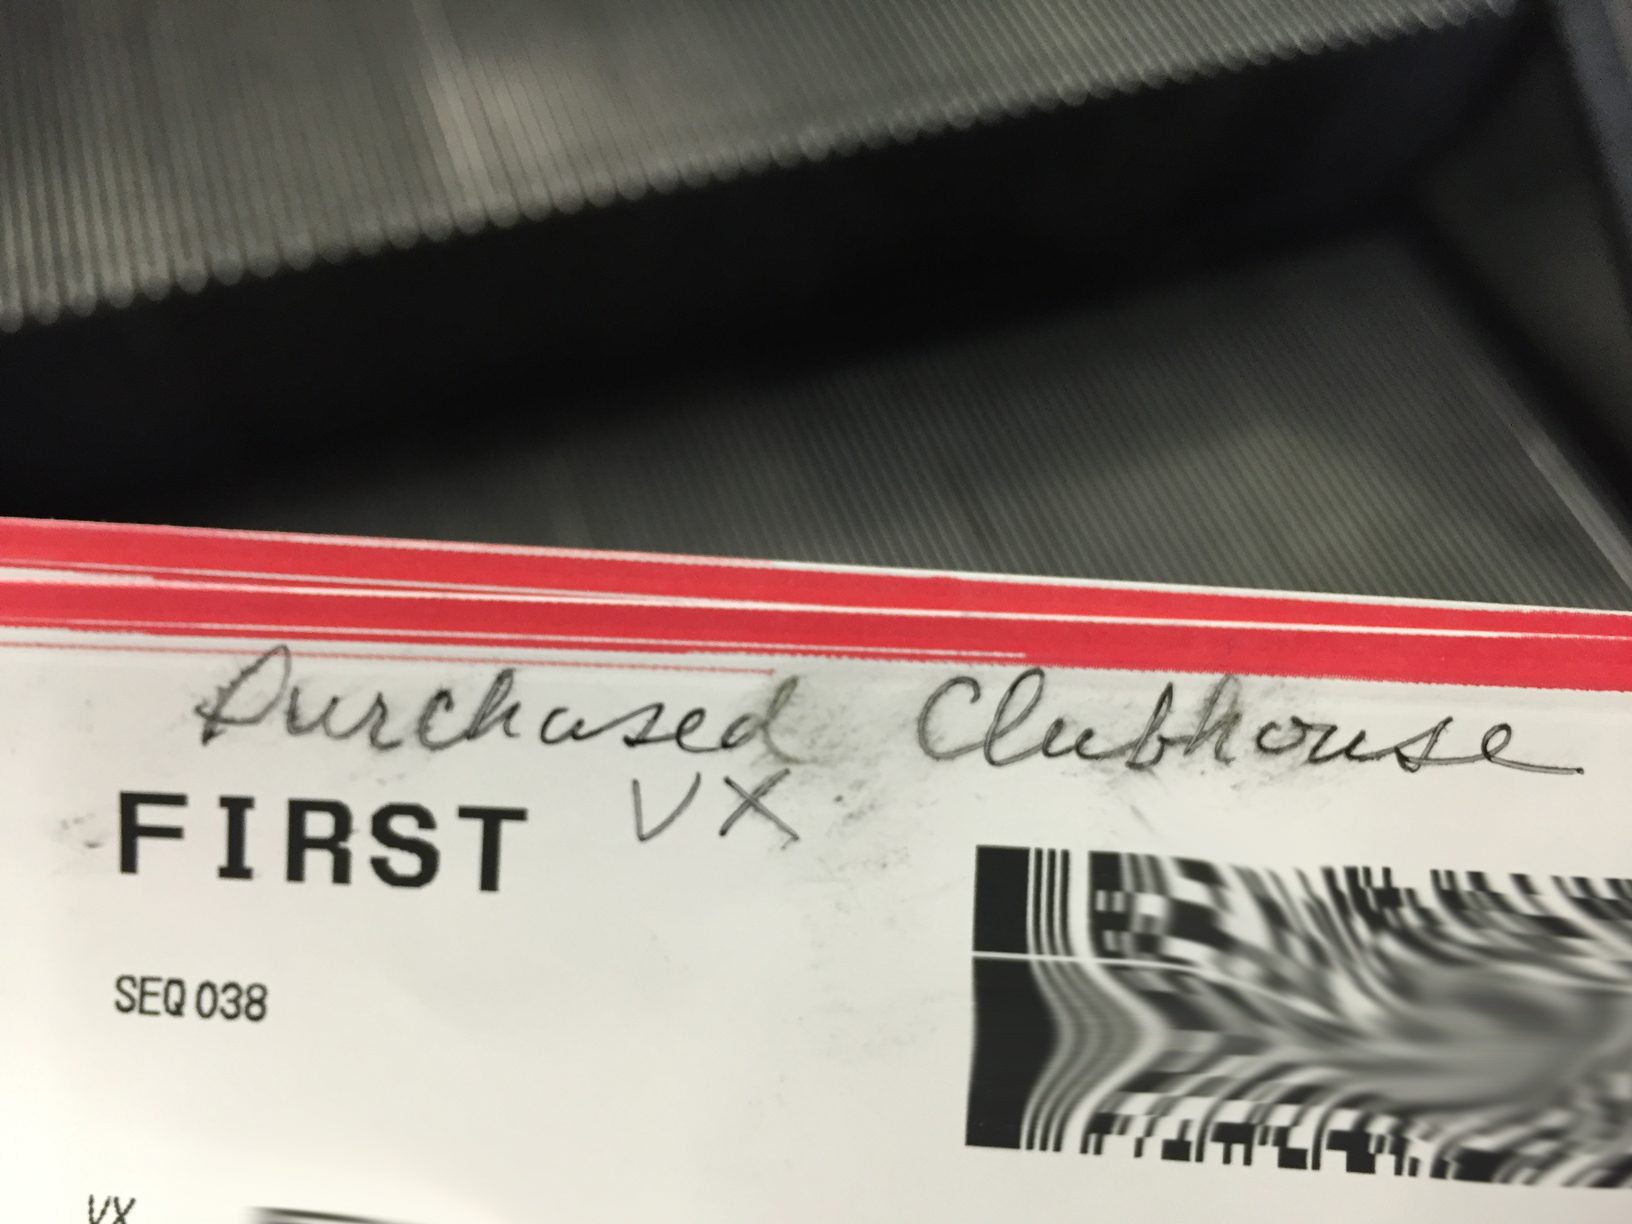 Purchased Clubhouse
VX
FIRST
SEQ 038
VX